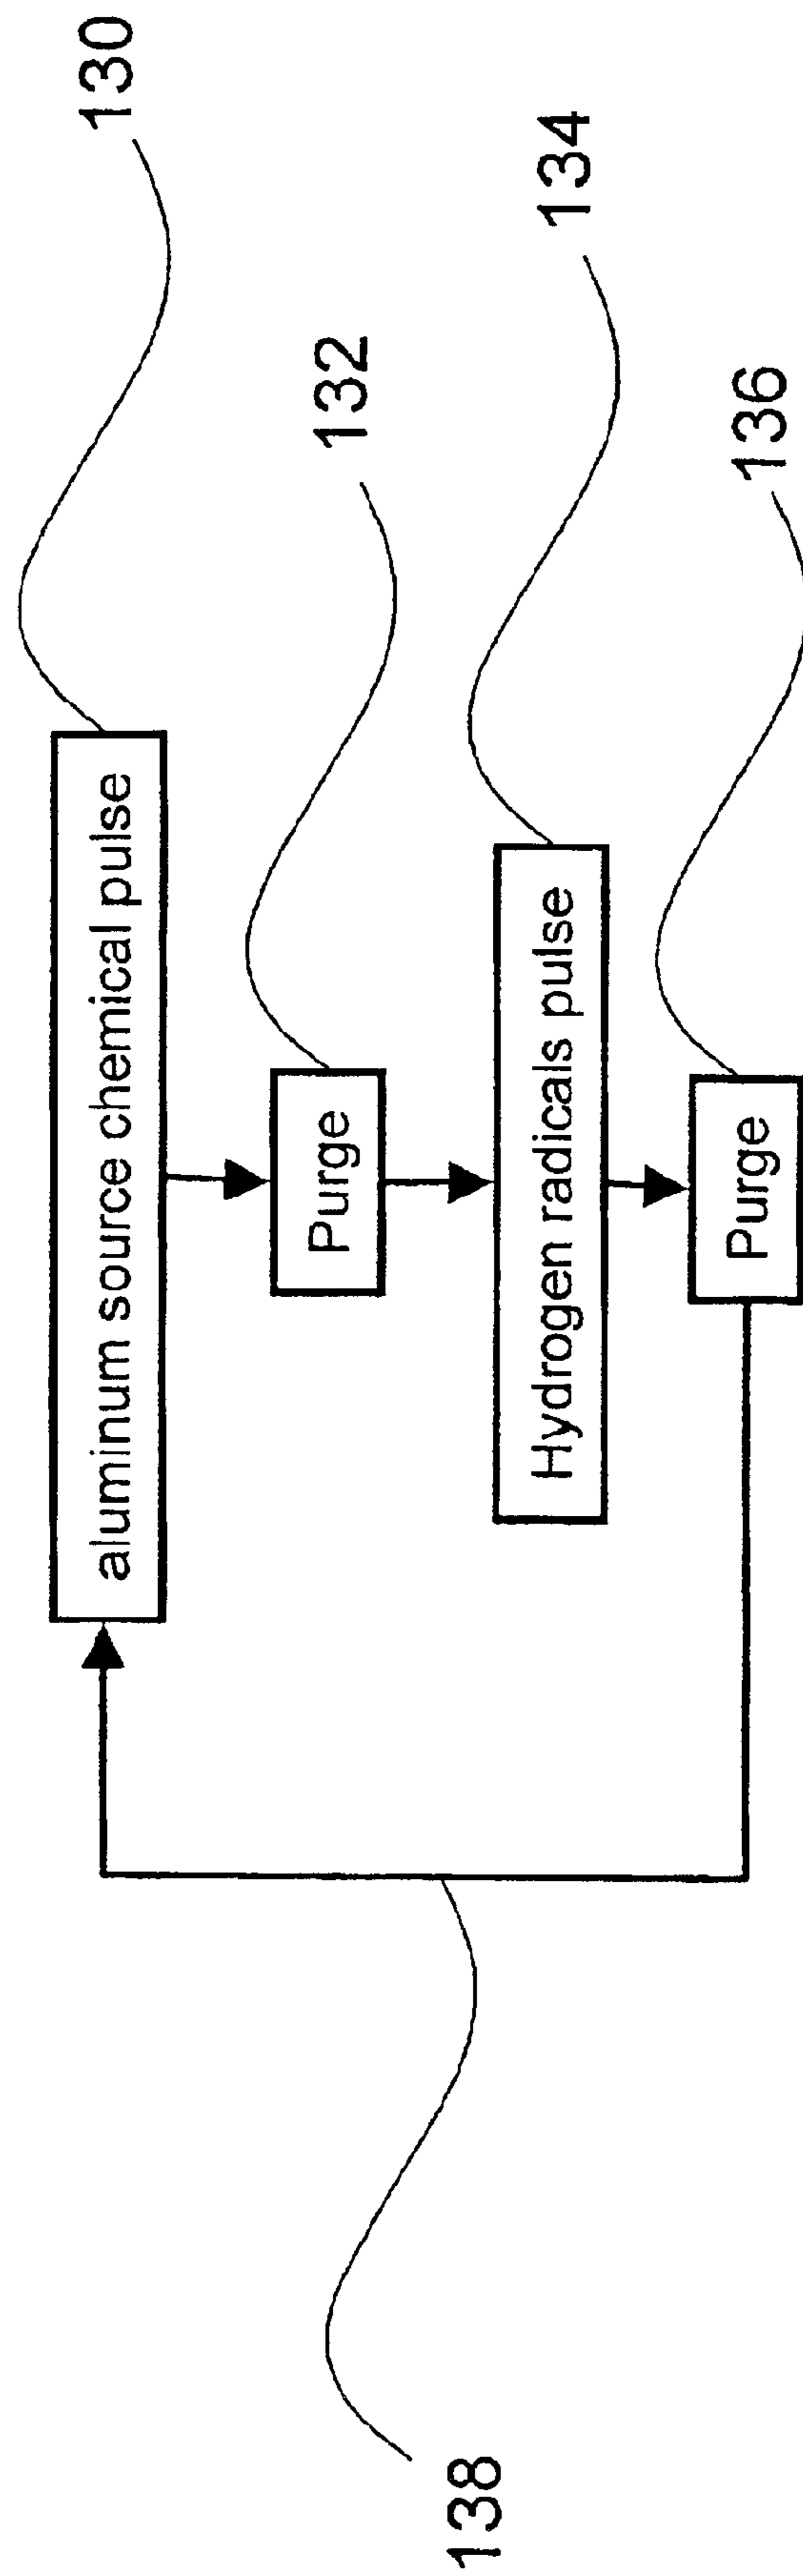 130
aluminum source chemical pulse
132
Purge
134
Hydrogen radicals pulse
136
Purge
138